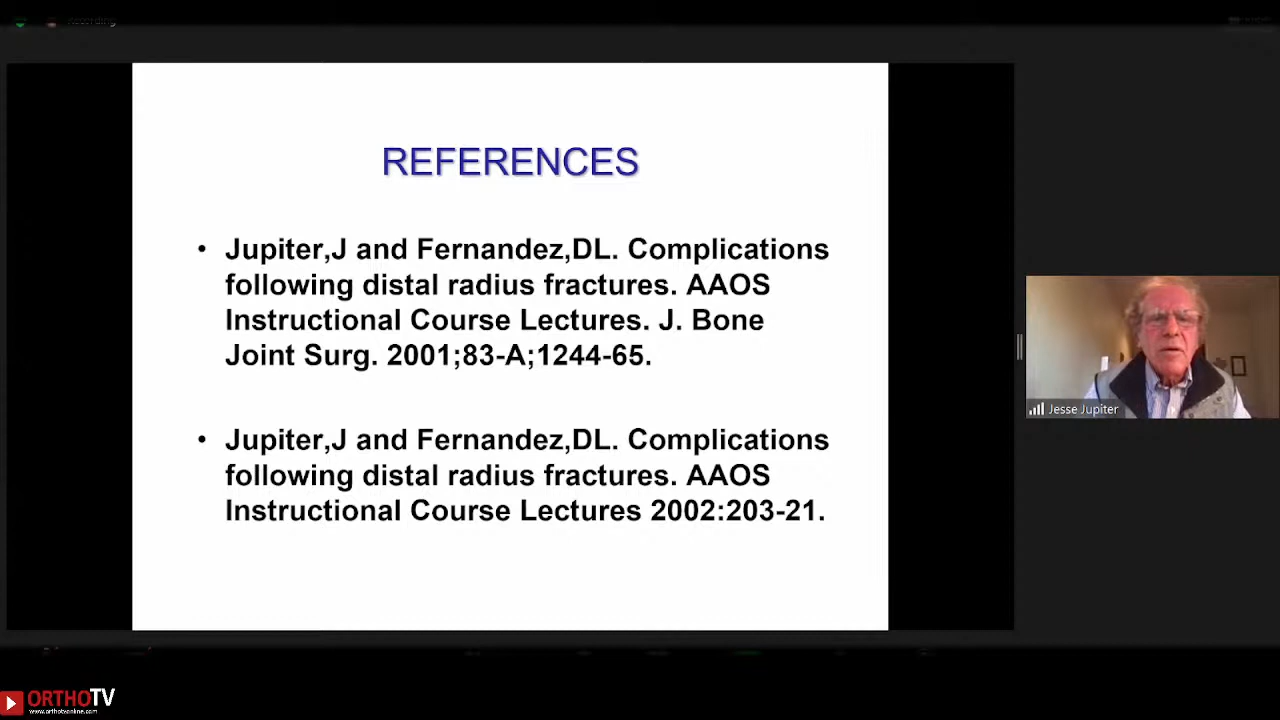 Recording
REFERENCES
• Jupiter,J and Fernandez,DL. Complications
following distal radius fractures. AAOS
Instructional Course Lectures. J. Bone
Joint Surg. 2001;83-A;1244-65.
• Jupiter,J and Fernandez,DL. Complications
following distal radius fractures. AAOS
Instructional Course Lectures 2002:203-21.
Jesse Jupiter
ORTHOTV
www.orthotvonline.com